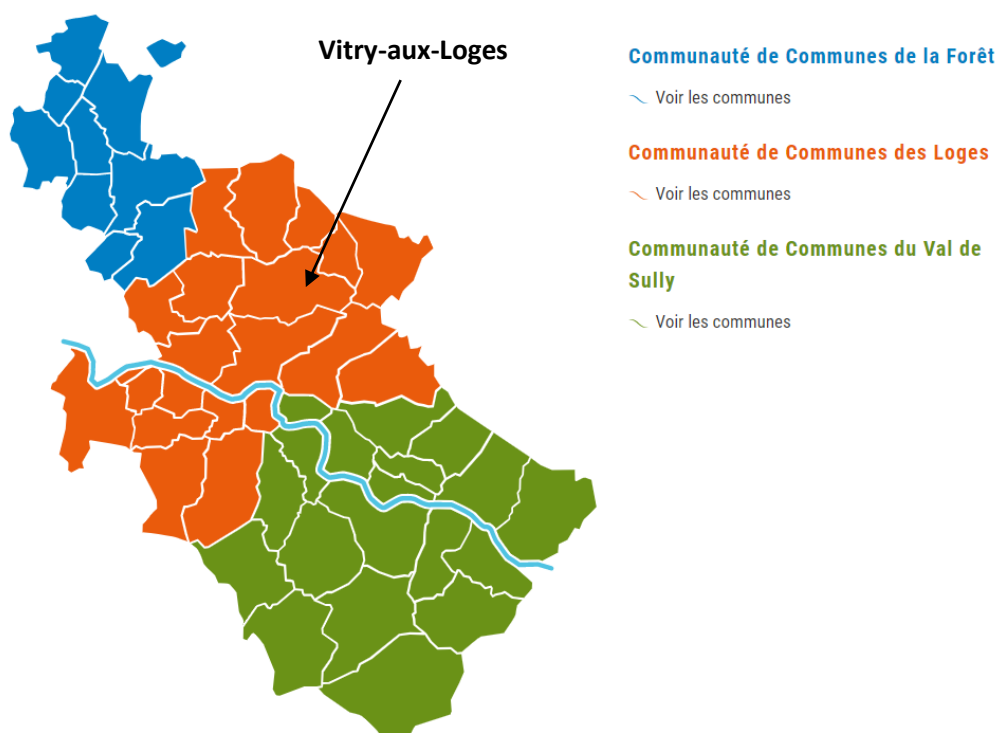 Vitry-aux-Loges
Communauté de Communes de la Forêt
Voir les communes
Communauté de Communes des Loges
Voir les communes
Communauté de Communes du Val de
Sully
Voir les communes